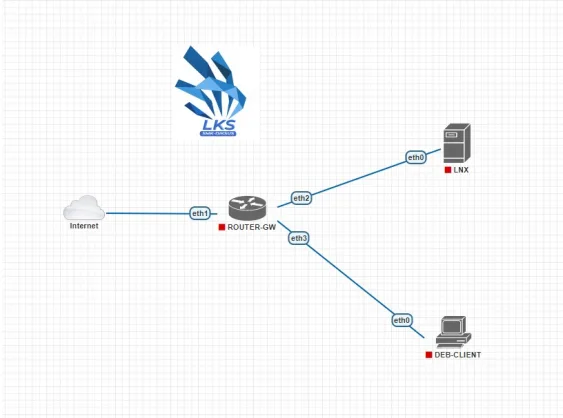 LKS
eth0
LNX
eth2
eth1
Internet
ROUTER-GW
eth3
eth0
DEB-CLIENT